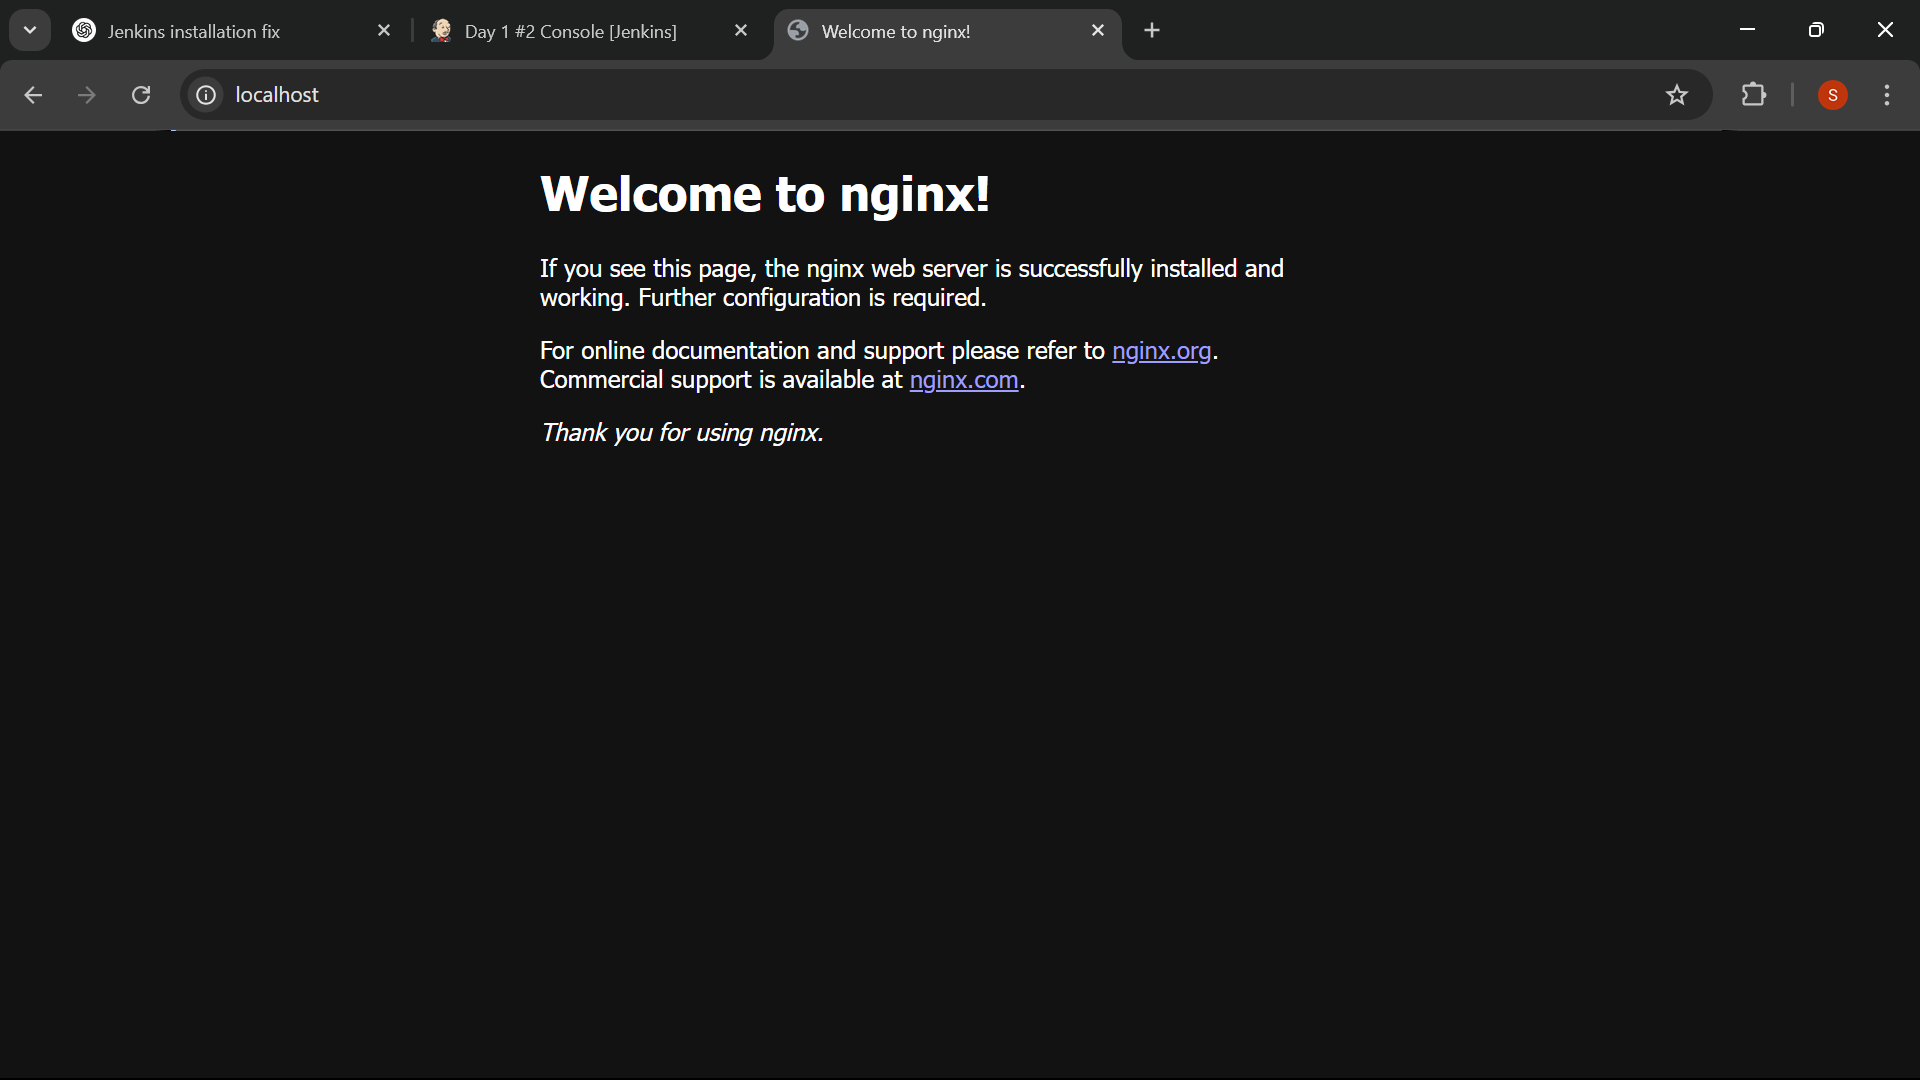 Jenkins installation fix
Day 1 #2 Console [Jenkins]
Welcome to nginx!
localhost
S
Welcome to nginx!
If you see this page, the nginx web server is successfully installed and
working. Further configuration is required.
For online documentation and support please refer to nginx.org.
Commercial support is available at nginx.com.
Thank you for using nginx.